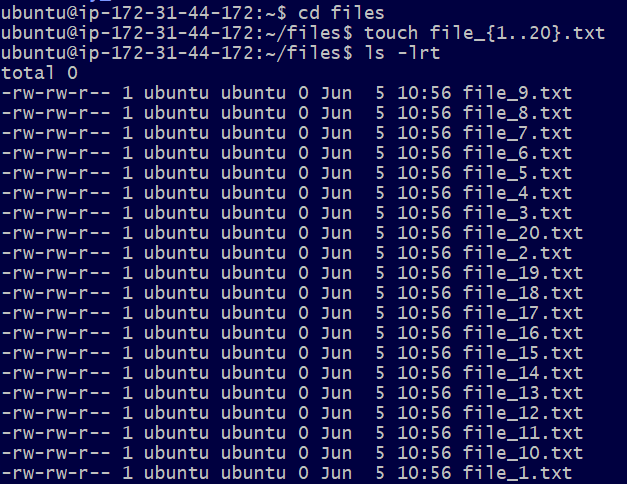 ubuntu@ip-172-31-44-172:~$ cd files
ubuntu@ip-172-31-44-172:~/files$ touch file_{1..20}.txt
ubuntu@ip-172-31-44-172:~/files$ ls -lrt
total 0
-rw-rw-r-- 1 ubuntu ubuntu 0 Jun  5 10:56 file_9.txt
-rw-rw-r-- 1 ubuntu ubuntu 0 Jun  5 10:56 file_8.txt
-rw-rw-r-- 1 ubuntu ubuntu 0 Jun  5 10:56 file_7.txt
-rw-rw-r-- 1 ubuntu ubuntu 0 Jun  5 10:56 file_6.txt
-rw-rw-r-- 1 ubuntu ubuntu 0 Jun  5 10:56 file_5.txt
-rw-rw-r-- 1 ubuntu ubuntu 0 Jun  5 10:56 file_4.txt
-rw-rw-r-- 1 ubuntu ubuntu 0 Jun  5 10:56 file_3.txt
-rw-rw-r-- 1 ubuntu ubuntu 0 Jun  5 10:56 file_20.txt
-rw-rw-r-- 1 ubuntu ubuntu 0 Jun  5 10:56 file_2.txt
-rw-rw-r-- 1 ubuntu ubuntu 0 Jun  5 10:56 file_19.txt
-rw-rw-r-- 1 ubuntu ubuntu 0 Jun  5 10:56 file_18.txt
-rw-rw-r-- 1 ubuntu ubuntu 0 Jun  5 10:56 file_17.txt
-rw-rw-r-- 1 ubuntu ubuntu 0 Jun  5 10:56 file_16.txt
-rw-rw-r-- 1 ubuntu ubuntu 0 Jun  5 10:56 file_15.txt
-rw-rw-r-- 1 ubuntu ubuntu 0 Jun  5 10:56 file_14.txt
-rw-rw-r-- 1 ubuntu ubuntu 0 Jun  5 10:56 file_13.txt
-rw-rw-r-- 1 ubuntu ubuntu 0 Jun  5 10:56 file_12.txt
-rw-rw-r-- 1 ubuntu ubuntu 0 Jun  5 10:56 file_11.txt
-rw-rw-r-- 1 ubuntu ubuntu 0 Jun  5 10:56 file_10.txt
-rw-rw-r-- 1 ubuntu ubuntu 0 Jun  5 10:56 file_1.txt